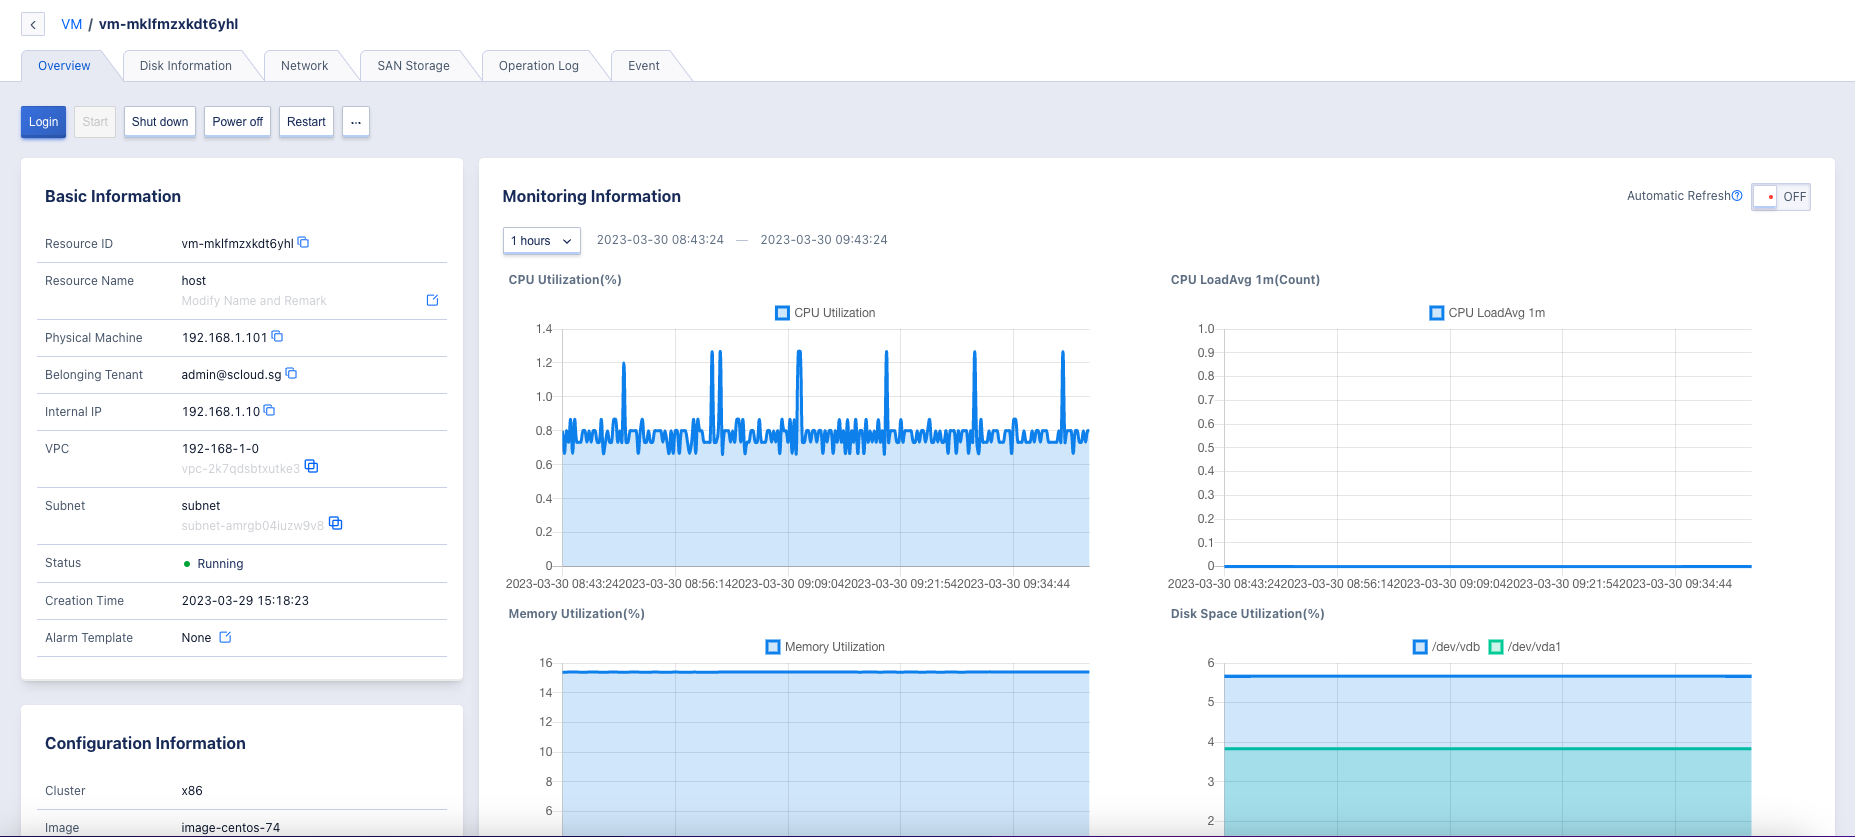 VM / vm-mklfmzxkdt6yhl
Overview
Disk Information
Network
SAN Storage
Operation Log
Event
Login
Start
Shut down
Power off
Restart
...
Basic Information
Resource ID vm-mklfmzxkdt6yhl
Resource Name host
Modify Name and Remark
Physical Machine 192.168.1.101
Belonging Tenant admin@scloud.sg
Internal IP 192.168.1.10
VPC 192-168-1-0
vpc-2k7qdsbtxutke3
Subnet subnet
subnet-amrgb04iuzw9v8
Status Running
Creation Time 2023-03-29 15:18:23
Alarm Template None
Configuration Information
Cluster x86
Image image-centos-74
Monitoring Information
Automatic Refresh OFF
1 hours 2023-03-30 08:43:24 — 2023-03-30 09:43:24
CPU Utilization(%)
CPU Utilization
1.4
1.2
1.0
0.8
0.6
0.4
0.2
0
2023-03-30 08:43:24 2023-03-30 08:56:14 2023-03-30 09:09:04 2023-03-30 09:21:54 2023-03-30 09:34:44
CPU LoadAvg 1m(Count)
CPU LoadAvg 1m
1.0
0.9
0.8
0.7
0.6
0.5
0.4
0.3
0.2
0.1
0
2023-03-30 08:43:24 2023-03-30 08:56:14 2023-03-30 09:09:04 2023-03-30 09:21:54 2023-03-30 09:34:44
Memory Utilization(%)
Memory Utilization
16
14
12
10
8
6
Disk Space Utilization(%)
/dev/vdb /dev/vda1
6
5
4
3
2